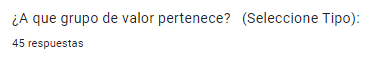 ¿A que grupo de valor pertenece? (Seleccione Tipo):
45 respuestas